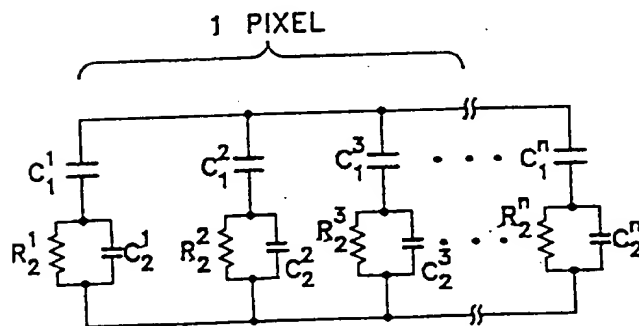 1 PIXEL
C₁¹ C₁² C₁³ • • • C₁ⁿ
R₂¹ C₂¹ R₂² C₂² R₂³ C₂³ • • • R₂ⁿ C₂ⁿ